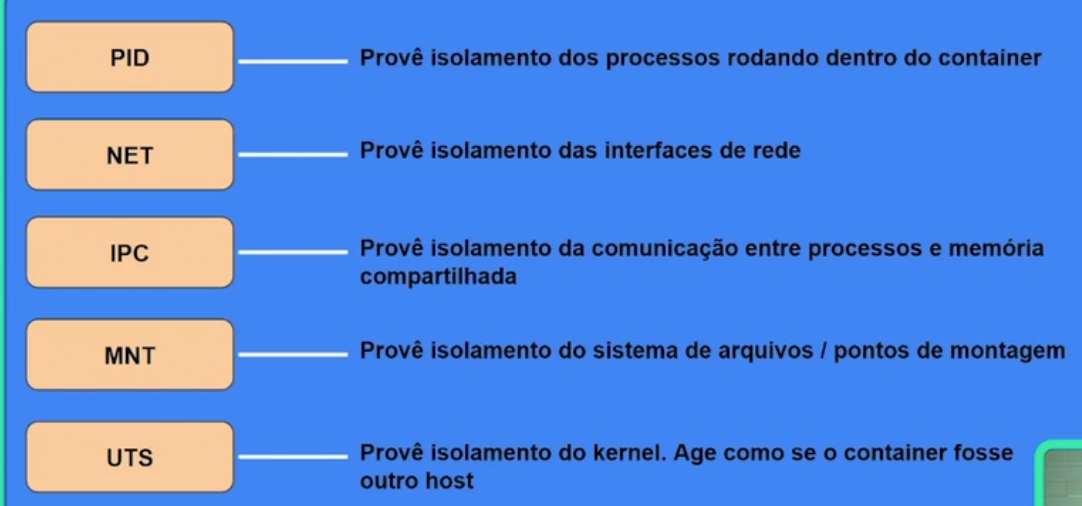 PID
Provê isolamento dos processos rodando dentro do container
NET
Provê isolamento das interfaces de rede
IPC
Provê isolamento da comunicação entre processos e memória
compartilhada
MNT
Provê isolamento do sistema de arquivos / pontos de montagem
UTS
Provê isolamento do kernel. Age como se o container fosse
outro host